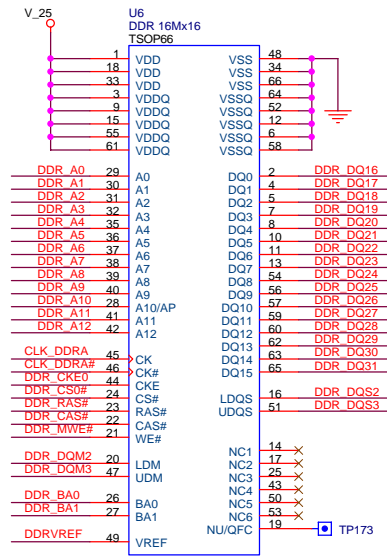 V_25
U6
DDR 16Mx16
TSOP66
1 VDD VSS 48
18 VDD VSS 34
33 VDD VSS 66
3 VDDQ VSSQ 64
9 VDDQ VSSQ 52
15 VDDQ VSSQ 12
55 VDDQ VSSQ 6
61 VDDQ VSSQ 58
DDR_A0 29 A0 DQ0 2 DDR_DQ16
DDR_A1 30 A1 DQ1 4 DDR_DQ17
DDR_A2 31 A2 DQ2 5 DDR_DQ18
DDR_A3 32 A3 DQ3 7 DDR_DQ19
DDR_A4 35 A4 DQ4 8 DDR_DQ20
DDR_A5 36 A5 DQ5 10 DDR_DQ21
DDR_A6 37 A6 DQ6 11 DDR_DQ22
DDR_A7 38 A7 DQ7 13 DDR_DQ23
DDR_A8 39 A8 DQ8 54 DDR_DQ24
DDR_A9 40 A9 DQ9 56 DDR_DQ25
DDR_A10 28 A10/AP DQ10 57 DDR_DQ26
DDR_A11 41 A11 DQ11 59 DDR_DQ27
DDR_A12 42 A12 DQ12 60 DDR_DQ28
DQ13 62 DDR_DQ29
CLK_DDRA 45 CK DQ14 63 DDR_DQ30
CLK_DDRA# 46 CK# DQ15 65 DDR_DQ31
DDR_CKE0 44 CKE
DDR_CS0# 24 CS# LDQS 16 DDR_DQS2
DDR_RAS# 23 RAS# UDQS 51 DDR_DQS3
DDR_CAS# 22 CAS#
DDR_MWE# 21 WE#
NC1 14
DDR_DQM2 20 LDM NC2 17
DDR_DQM3 47 UDM NC3 25
NC4 43
DDR_BA0 26 BA0 NC5 50
DDR_BA1 27 BA1 NC6 53
NU/QFC 19 TP173
DDRVREF 49 VREF